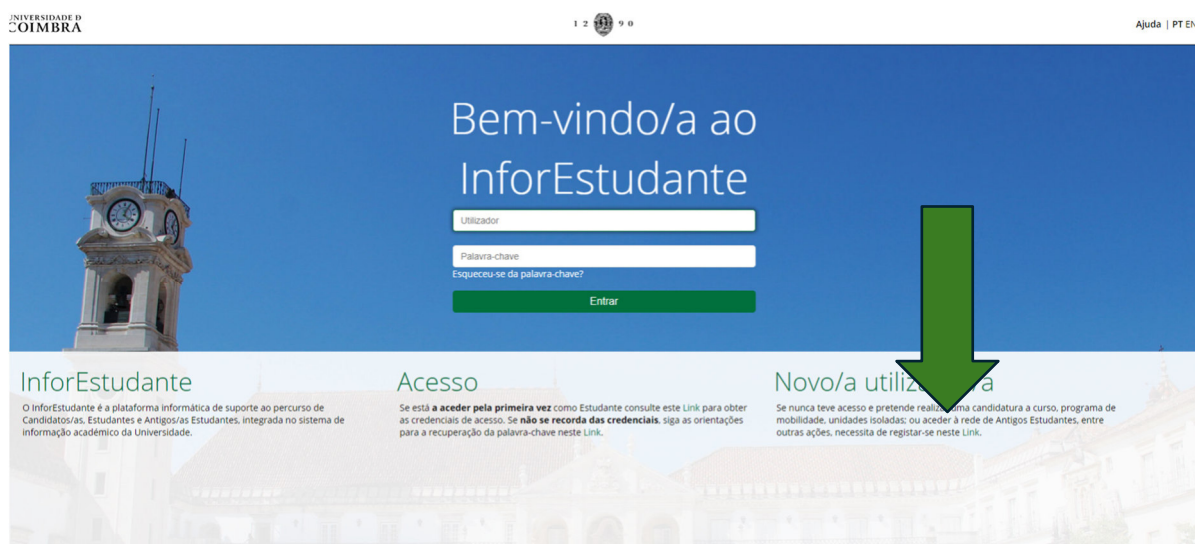 UNIVERSIDADE D
COIMBRA
1 2 9 0
Ajuda | PT EN
Bem-vindo/a ao
InforEstudante
Utilizador
Palavra-chave
Esqueceu-se da palavra-chave?
Entrar
InforEstudante
O InforEstudante é a plataforma informática de suporte ao percurso de
Candidatos/as, Estudantes e Antigos/as Estudantes, integrada no sistema de
informação académico da Universidade.
Acesso
Se está a aceder pela primeira vez como Estudante consulte este Link para obter
as credenciais de acesso. Se não se recorda das credenciais, siga as orientações
para a recuperação da palavra-chave neste Link.
Novo/a
Se nunca teve acesso e pretende uma candidatura a curso, programa de
mobilidade, unidades isoladas; ou aceder à rede de Antigos Estudantes, entre
outras ações, necessita de registar-se neste Link.